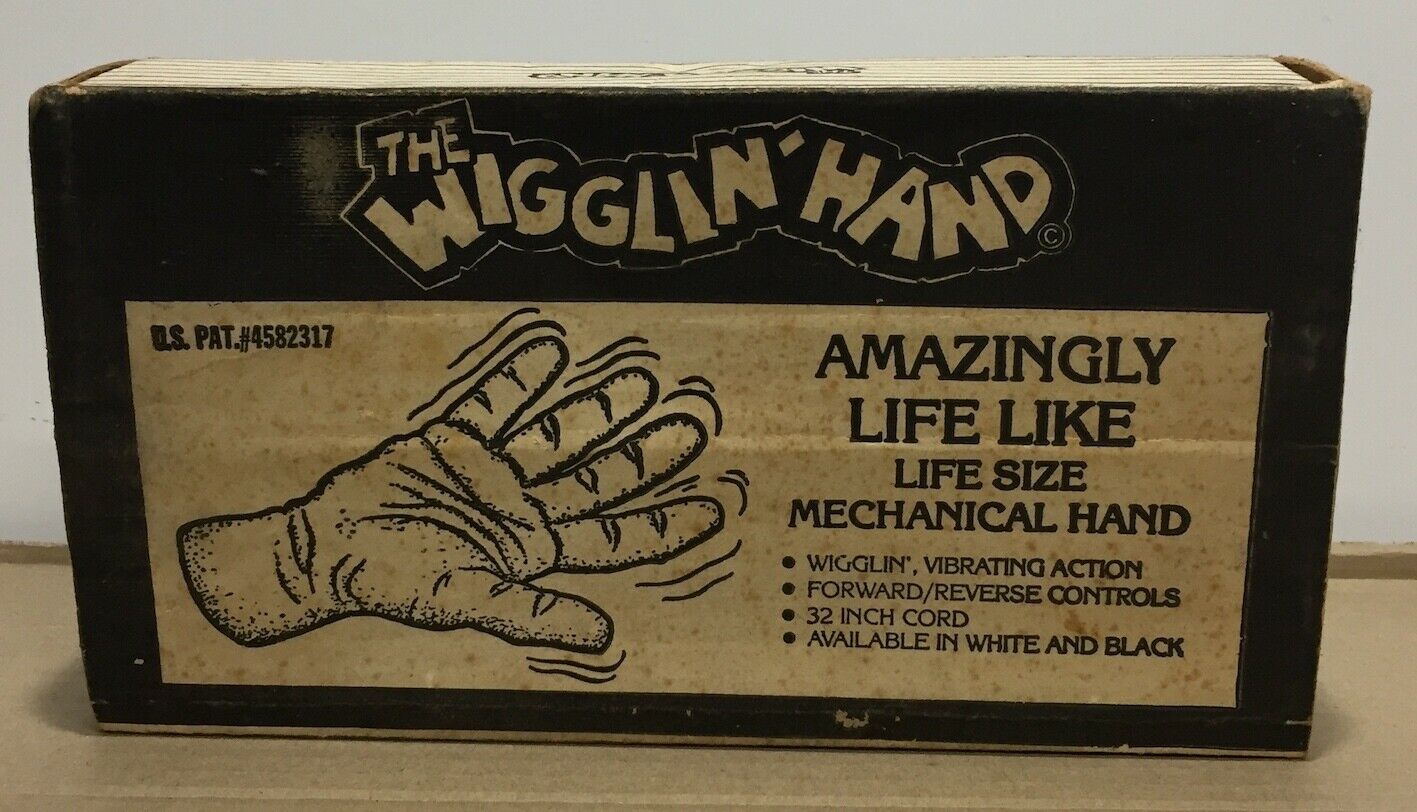 THE
WIGGLIN' HAND ©
U.S. PAT.#4582317
AMAZINGLY
LIFE LIKE
LIFE SIZE
MECHANICAL HAND
• WIGGLIN', VIBRATING ACTION
• FORWARD/REVERSE CONTROLS
• 32 INCH CORD
• AVAILABLE IN WHITE AND BLACK